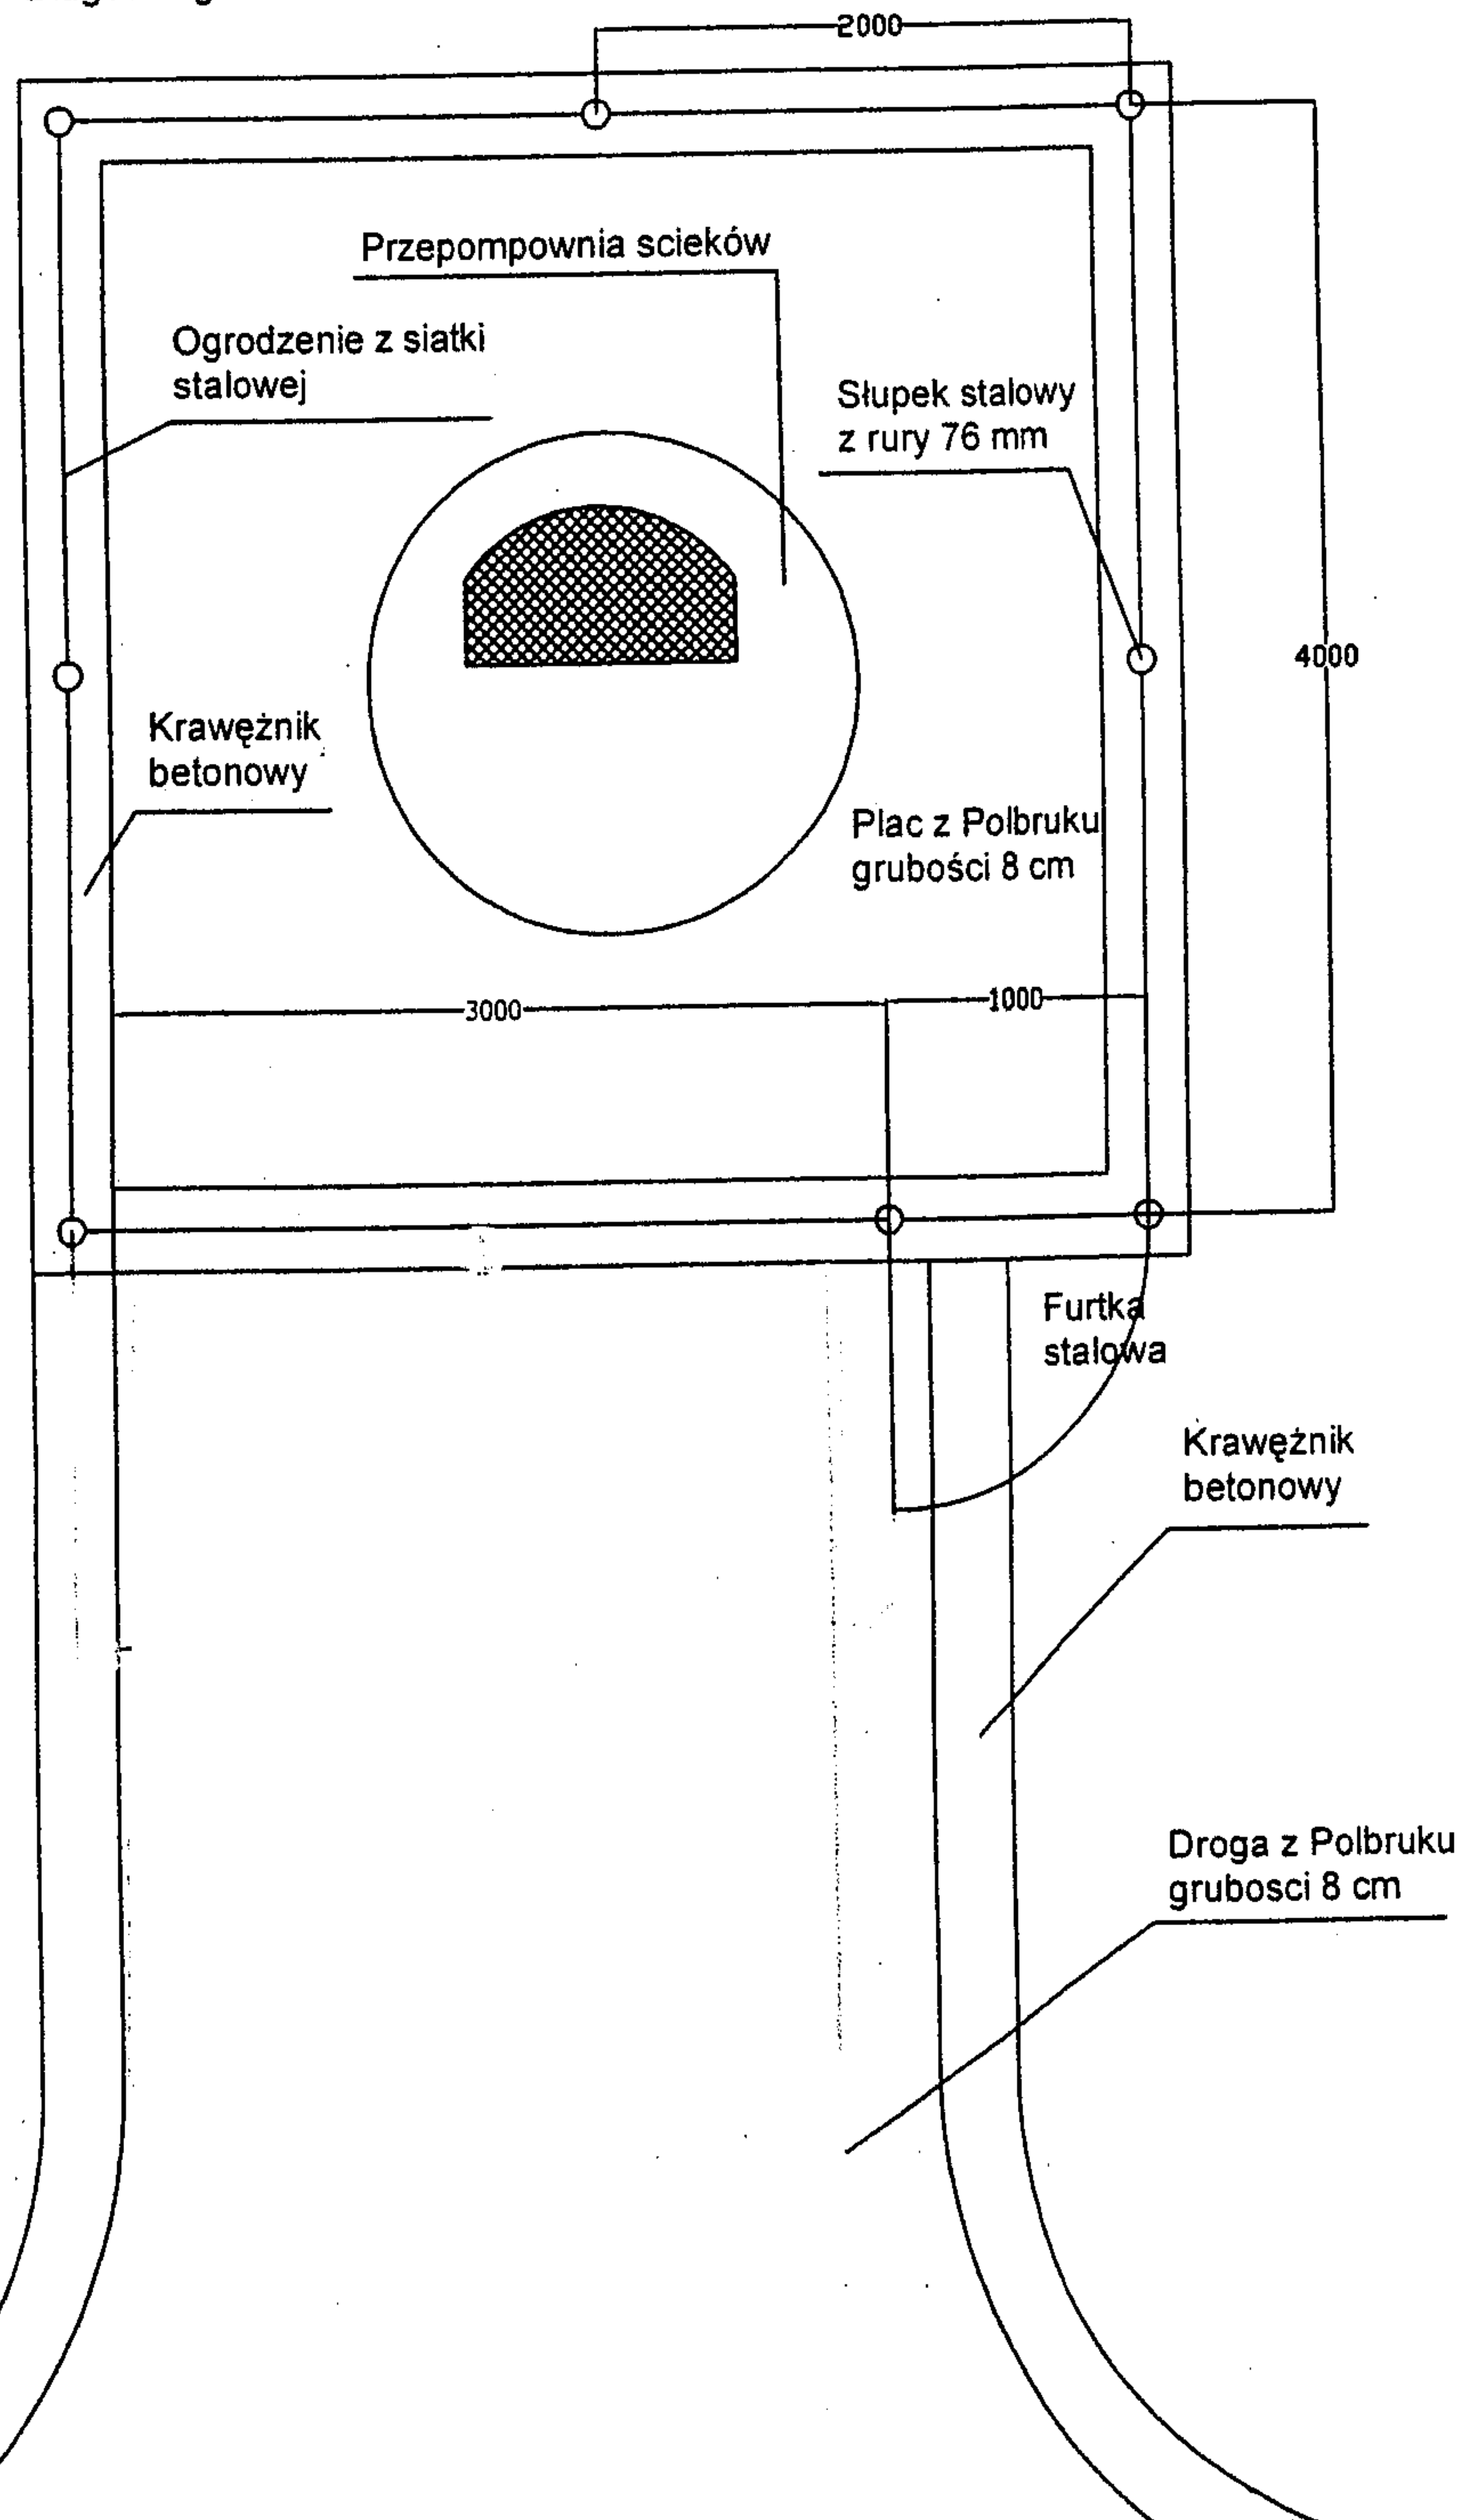 2000
Przepompownia scieków
Ogrodzenie z siatki
stalowej
Słupek stalowy
z rury 76 mm
4000
Krawężnik
betonowy
Plac z Polbruku
grubości 8 cm
3000
1000
Furtka
stalowa
Krawężnik
betonowy
Droga z Polbruku
grubosci 8 cm